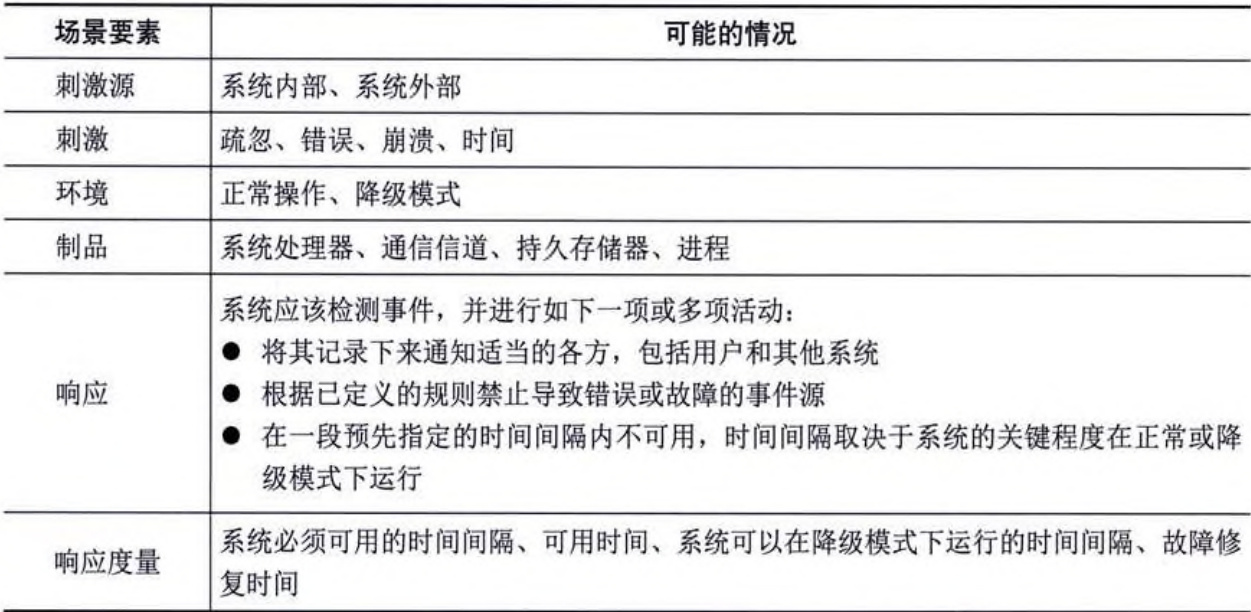 场景要素 可能的情况
刺激源 系统内部、系统外部
刺激 疏忽、错误、崩溃、时间
环境 正常操作、降级模式
制品 系统处理器、通信信道、持久存储器、进程
响应
系统应该检测事件，并进行如下一项或多项活动：
● 将其记录下来通知适当的各方，包括用户和其他系统
● 根据已定义的规则禁止导致错误或故障的事件源
● 在一段预先指定的时间间隔内不可用，时间间隔取决于系统的关键程度在正常或降
级模式下运行
响应度量
系统必须可用的时间间隔、可用时间、系统可以在降级模式下运行的时间间隔、故障修
复时间